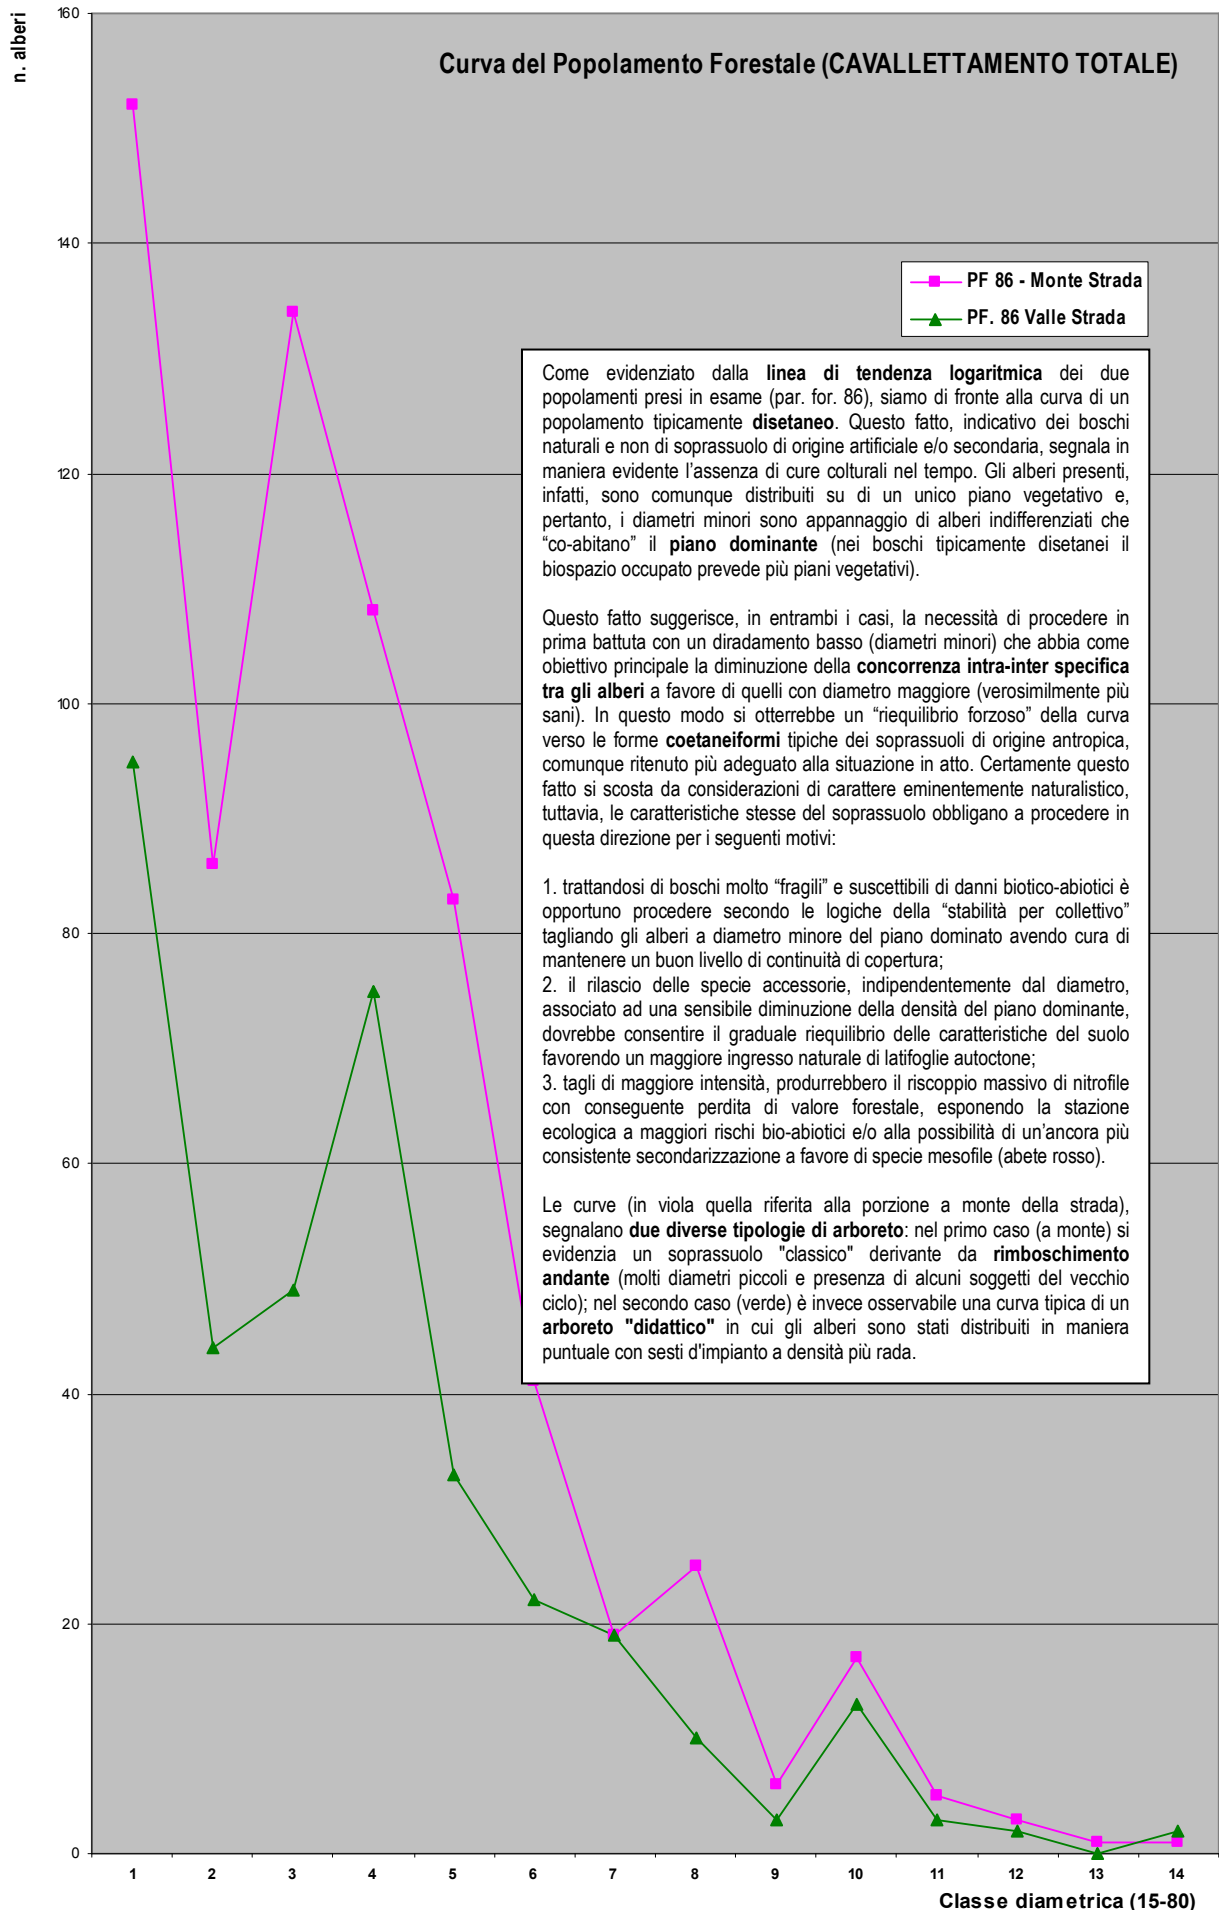 n. alberi
Curva del Popolamento Forestale (CAVALLETTAMENTO TOTALE)
160
140
120
100
80
60
40
20
0
PF 86 - Monte Strada
PF. 86 Valle Strada
Come evidenziato dalla linea di tendenza logaritmica dei due
popolamenti presi in esame (par. for. 86), siamo di fronte alla curva di un
popolamento tipicamente disetaneo. Questo fatto, indicativo dei boschi
naturali e non di soprassuolo di origine artificiale e/o secondaria, segnala in
maniera evidente l'assenza di cure colturali nel tempo. Gli alberi presenti,
infatti, sono comunque distribuiti su di un unico piano vegetativo e,
pertanto, i diametri minori sono appannaggio di alberi indifferenziati che
“co-abitano” il piano dominante (nei boschi tipicamente disetanei il
biospazio occupato prevede più piani vegetativi).
Questo fatto suggerisce, in entrambi i casi, la necessità di procedere in
prima battuta con un diradamento basso (diametri minori) che abbia come
obiettivo principale la diminuzione della concorrenza intra-inter specifica
tra gli alberi a favore di quelli con diametro maggiore (verosimilmente più
sani). In questo modo si otterrebbe un “riequilibrio forzoso” della curva
verso le forme coetaneiformi tipiche dei soprassuoli di origine antropica,
comunque ritenuto più adeguato alla situazione in atto. Certamente questo
fatto si scosta da considerazioni di carattere eminentemente naturalistico,
tuttavia, le caratteristiche stesse del soprassuolo obbligano a procedere in
questa direzione per i seguenti motivi:
1. trattandosi di boschi molto “fragili” e suscettibili di danni biotico-abiotici è
opportuno procedere secondo le logiche della “stabilità per collettivo”
tagliando gli alberi a diametro minore del piano dominato avendo cura di
mantenere un buon livello di continuità di copertura;
2. il rilascio delle specie accessorie, indipendentemente dal diametro,
associato ad una sensibile diminuzione della densità del piano dominante,
dovrebbe consentire il graduale riequilibrio delle caratteristiche del suolo
favorendo un maggiore ingresso naturale di latifoglie autoctone;
3. tagli di maggiore intensità, produrrebbero il riscoppio massivo di nitrofile
con conseguente perdita di valore forestale, esponendo la stazione
ecologica a maggiori rischi bio-abiotici e/o alla possibilità di un’ancora più
consistente secondarizzazione a favore di specie mesofile (abete rosso).
Le curve (in viola quella riferita alla porzione a monte della strada),
segnalano due diverse tipologie di arboreto: nel primo caso (a monte) si
evidenzia un soprassuolo "classico" derivante da rimboschimento
andante (molti diametri piccoli e presenza di alcuni soggetti del vecchio
ciclo); nel secondo caso (verde) è invece osservabile una curva tipica di un
arboreto "didattico" in cui gli alberi sono stati distribuiti in maniera
puntuale con sesti d'impianto a densità più rada.
1 2 3 4 5 6 7 8 9 10 11 12 13 14
Classe diametrica (15-80)